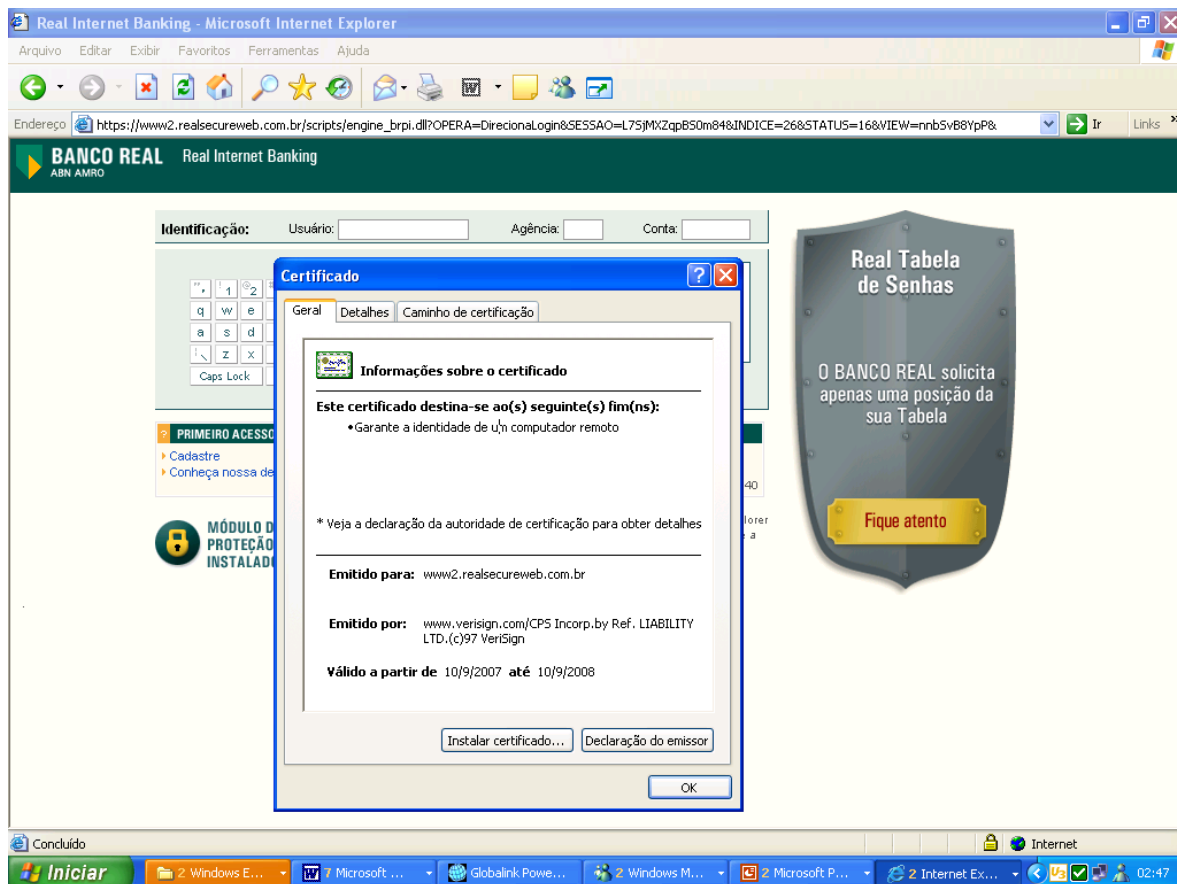 Real Internet Banking - Microsoft Internet Explorer
Arquivo Editar Exibir Favoritos Ferramentas Ajuda
Endereço https://www2.realsecureweb.com.br/scripts/engine_brpi.dll?OPERA=DirecionaLogin&SESSAO=L75jMXZqpBS0m84&INDICE=26&STATUS=16&VIEW=nnb5vB8YpP& Ir Links »
BANCO REAL Real Internet Banking
ABN AMRO
Identificação: Usuário: Agência: Conta:
1 2
q w e
a s d
z x
Caps Lock
PRIMEIRO ACESSO
Cadastre
Conheça nossa de
40
MÓDULO D
PROTEÇÃO
INSTALAD
lorer
a
Certificado
Geral Detalhes Caminho de certificação
Informações sobre o certificado
Este certificado destina-se ao(s) seguinte(s) fim(ns):
•Garante a identidade de um computador remoto
* Veja a declaração da autoridade de certificação para obter detalhes
Emitido para: www2.realsecureweb.com.br
Emitido por: www.verisign.com/CPS Incorp.by Ref. LIABILITY
LTD.(c)97 VeriSign
Válido a partir de 10/9/2007 até 10/9/2008
Instalar certificado... Declaração do emissor
OK
Real Tabela
de Senhas
O BANCO REAL solicita
apenas uma posição da
sua Tabela
Fique atento
Concluído Internet
Iniciar 2 Windows E... 7 Microsoft ... Globalink Powe... 2 Windows M... 2 Microsoft P... 2 Internet Ex... 02:47